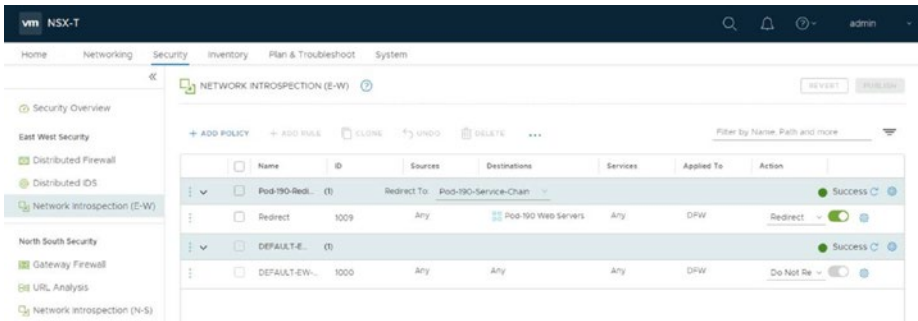 vm NSX-T admin
Home Networking Security Inventory Plan & Troubleshoot System
NETWORK INTROSPECTION (E-W) REVERT PUBLISH
Security Overview
East West Security
+ ADD POLICY + ADD RULE CLONE UNDO DELETE ... Filter by Name, Path and more
Distributed Firewall
Name ID Sources Destinations Services Applied To Action
Distributed IDS
Pod-190-Redi... (1) Redirect To: Pod-190-Service-Chain Success
Network Introspection (E-W)
Redirect 1009 Any Pod-190 Web Servers Any DFW Redirect
North South Security
DEFAULT-E... (1) Success
Gateway Firewall
DEFAULT-EW-... 1000 Any Any Any DFW Do Not Re
URL Analysis
Network Introspection (N-S)